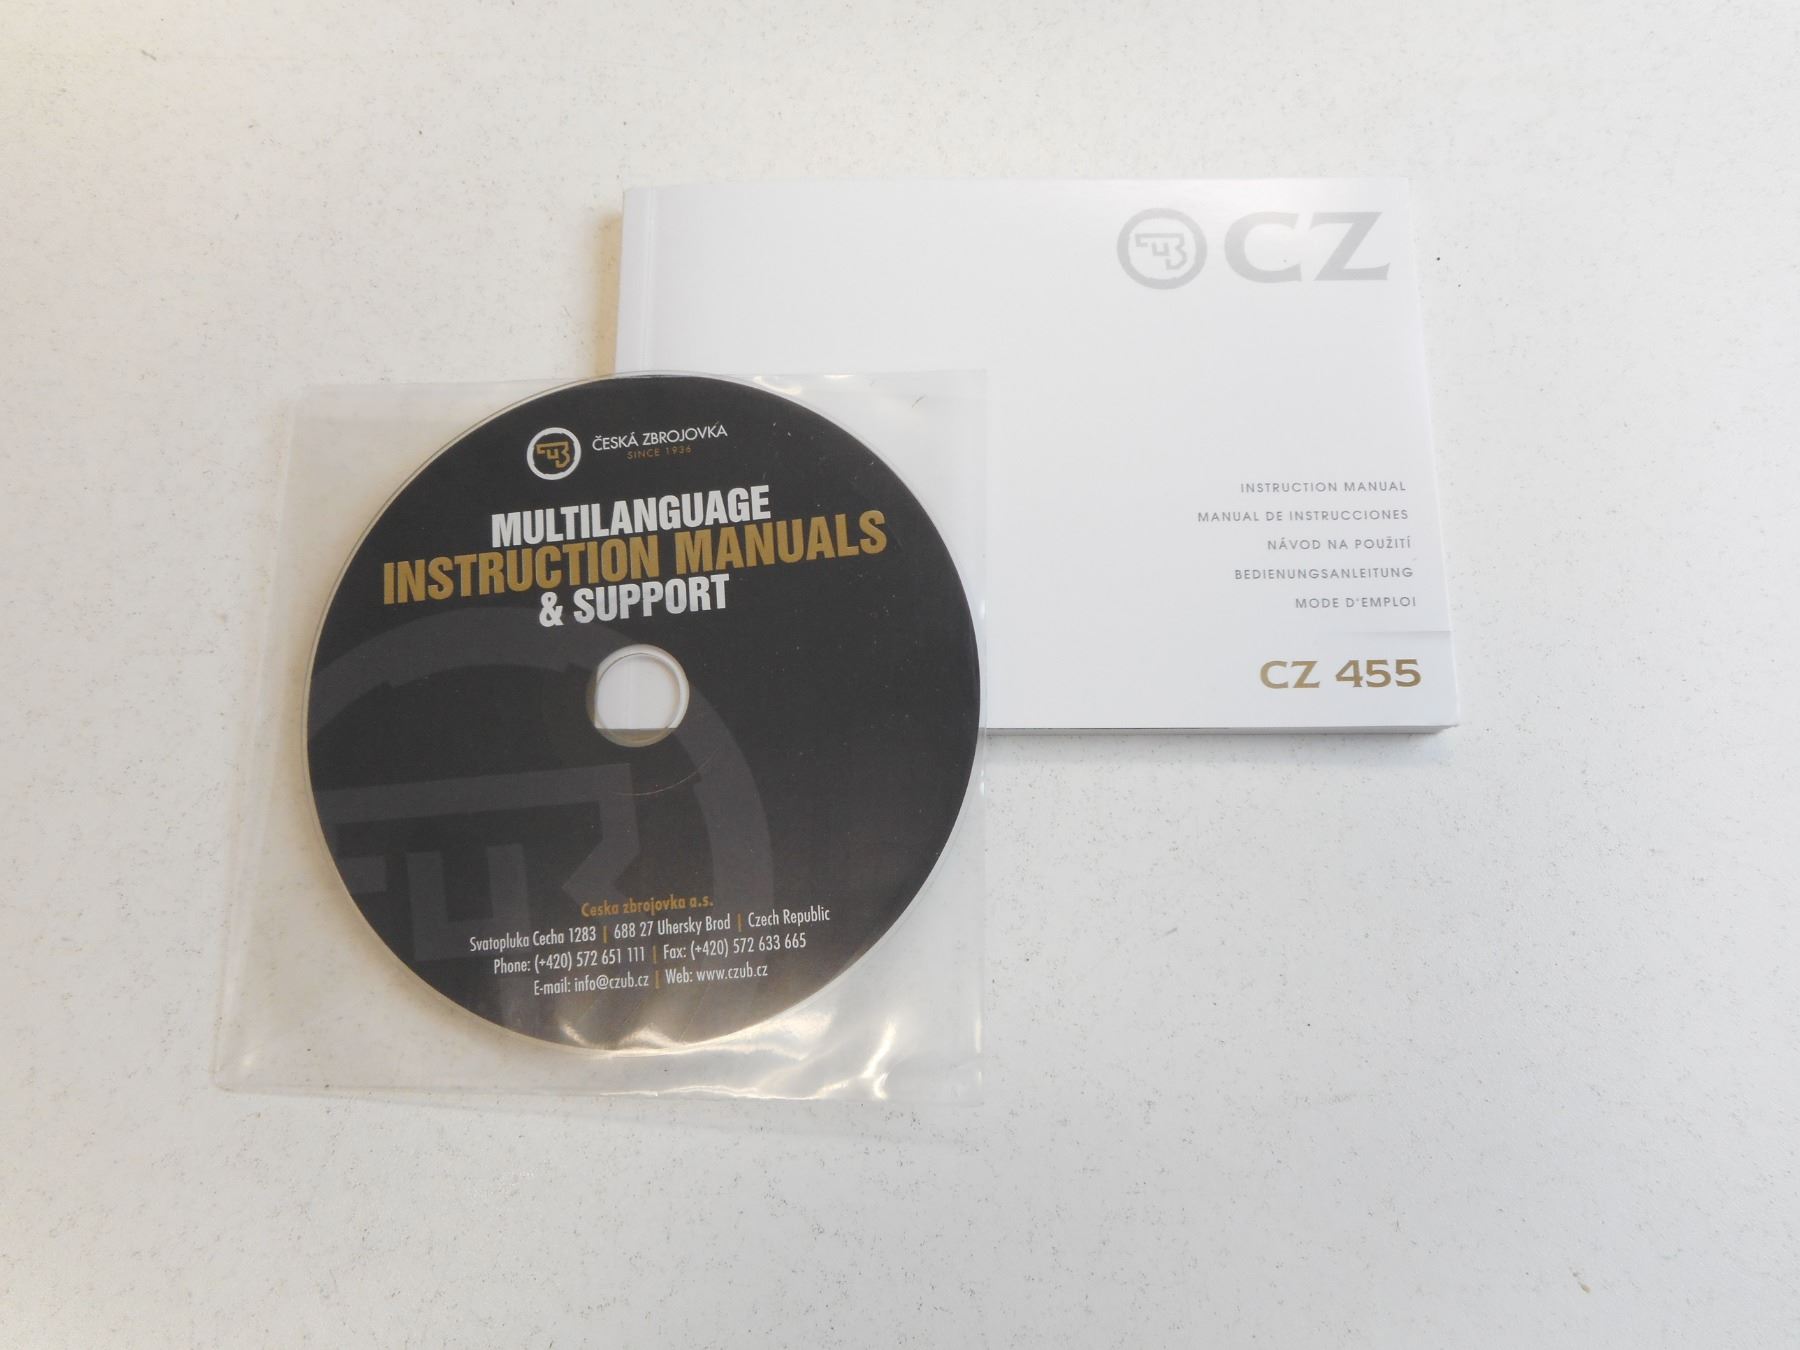 ČESKÁ ZBROJOVKA
SINCE 1936
MULTILANGUAGE
INSTRUCTION MANUALS
& SUPPORT
Ceska zbrojovka a.s.
Svatopluka Cecha 1283 | 688 27 Uhersky Brod | Czech Republic
Phone: (+420) 572 651 111 | Fax: (+420) 572 633 665
E-mail: info@czub.cz | Web: www.czub.cz
CZ
INSTRUCTION MANUAL
MANUAL DE INSTRUCCIONES
NÁVOD NA POUŽITÍ
BEDIENUNGSANLEITUNG
MODE D'EMPLOI
CZ 455